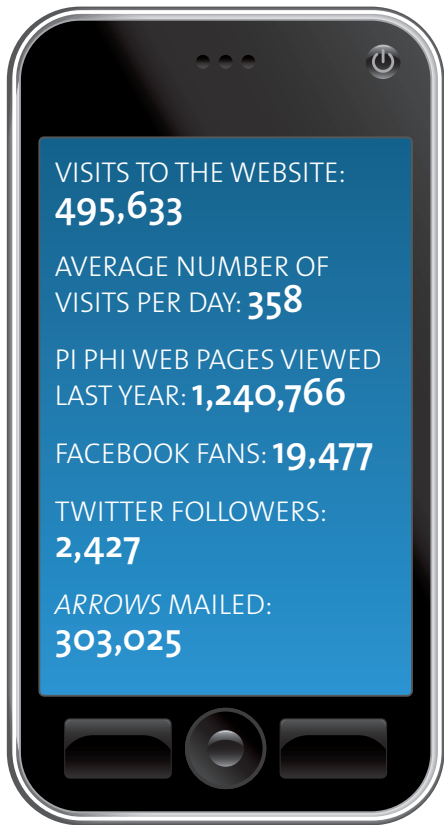 VISITS TO THE WEBSITE:
495,633
AVERAGE NUMBER OF
VISITS PER DAY: 358
PI PHI WEB PAGES VIEWED
LAST YEAR: 1,240,766
FACEBOOK FANS: 19,477
TWITTER FOLLOWERS:
2,427
ARROWS MAILED:
303,025